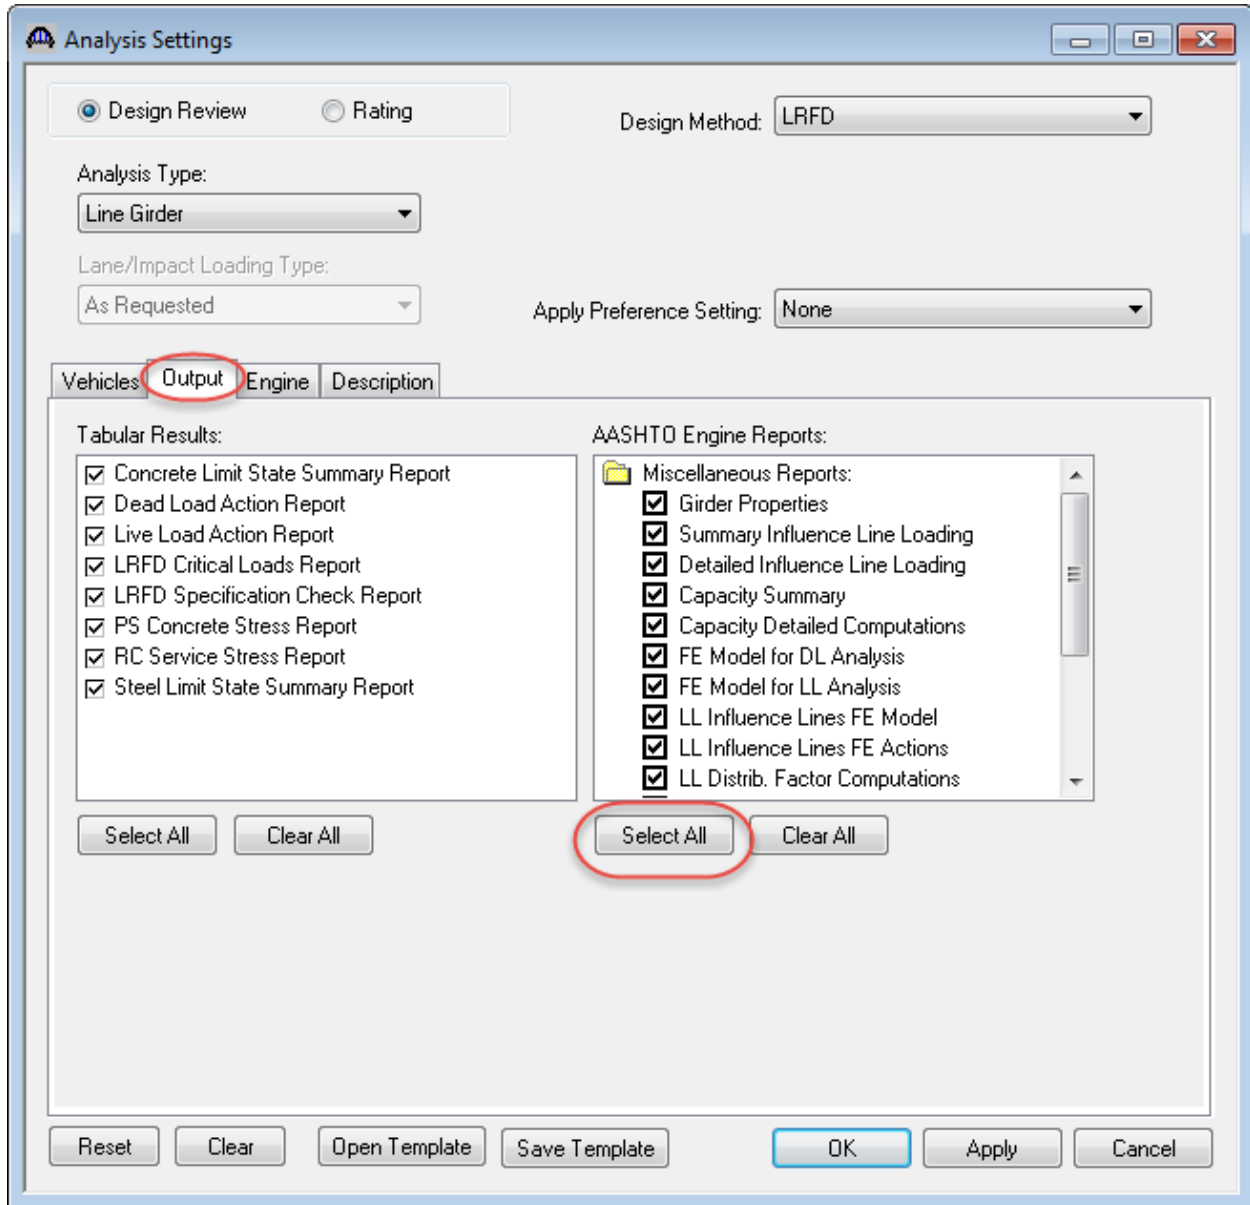 Analysis Settings
Design Review
Rating
Design Method:
LRFD
Analysis Type:
Line Girder
Lane/Impact Loading Type:
As Requested
Apply Preference Setting:
None
Vehicles
Output
Engine
Description
Tabular Results:
Concrete Limit State Summary Report
Dead Load Action Report
Live Load Action Report
LRFD Critical Loads Report
LRFD Specification Check Report
PS Concrete Stress Report
RC Service Stress Report
Steel Limit State Summary Report
Select All
Clear All
AASHTO Engine Reports:
Miscellaneous Reports:
Girder Properties
Summary Influence Line Loading
Detailed Influence Line Loading
Capacity Summary
Capacity Detailed Computations
FE Model for DL Analysis
FE Model for LL Analysis
LL Influence Lines FE Model
LL Influence Lines FE Actions
LL Distrib. Factor Computations
Select All
Clear All
Reset
Clear
Open Template
Save Template
OK
Apply
Cancel